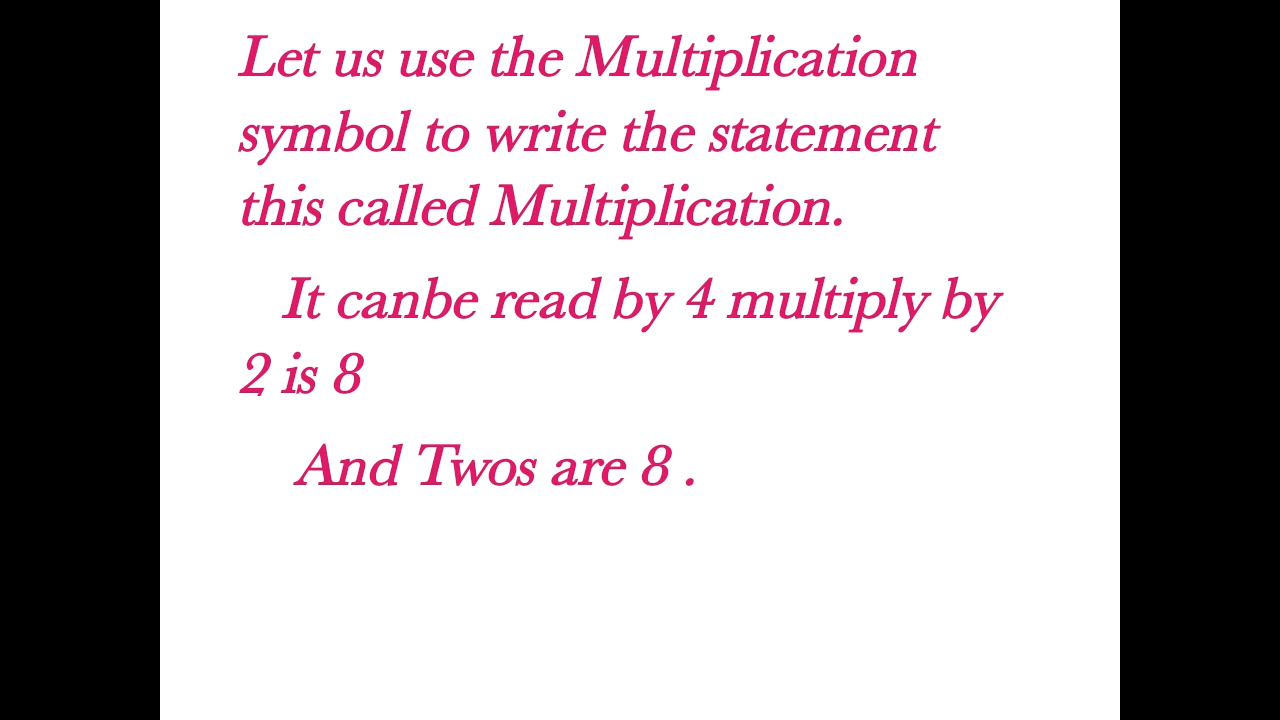 Let us use the Multiplication
symbol to write the statement
this called Multiplication.
It canbe read by 4 multiply by
2 is 8
And Twos are 8 .